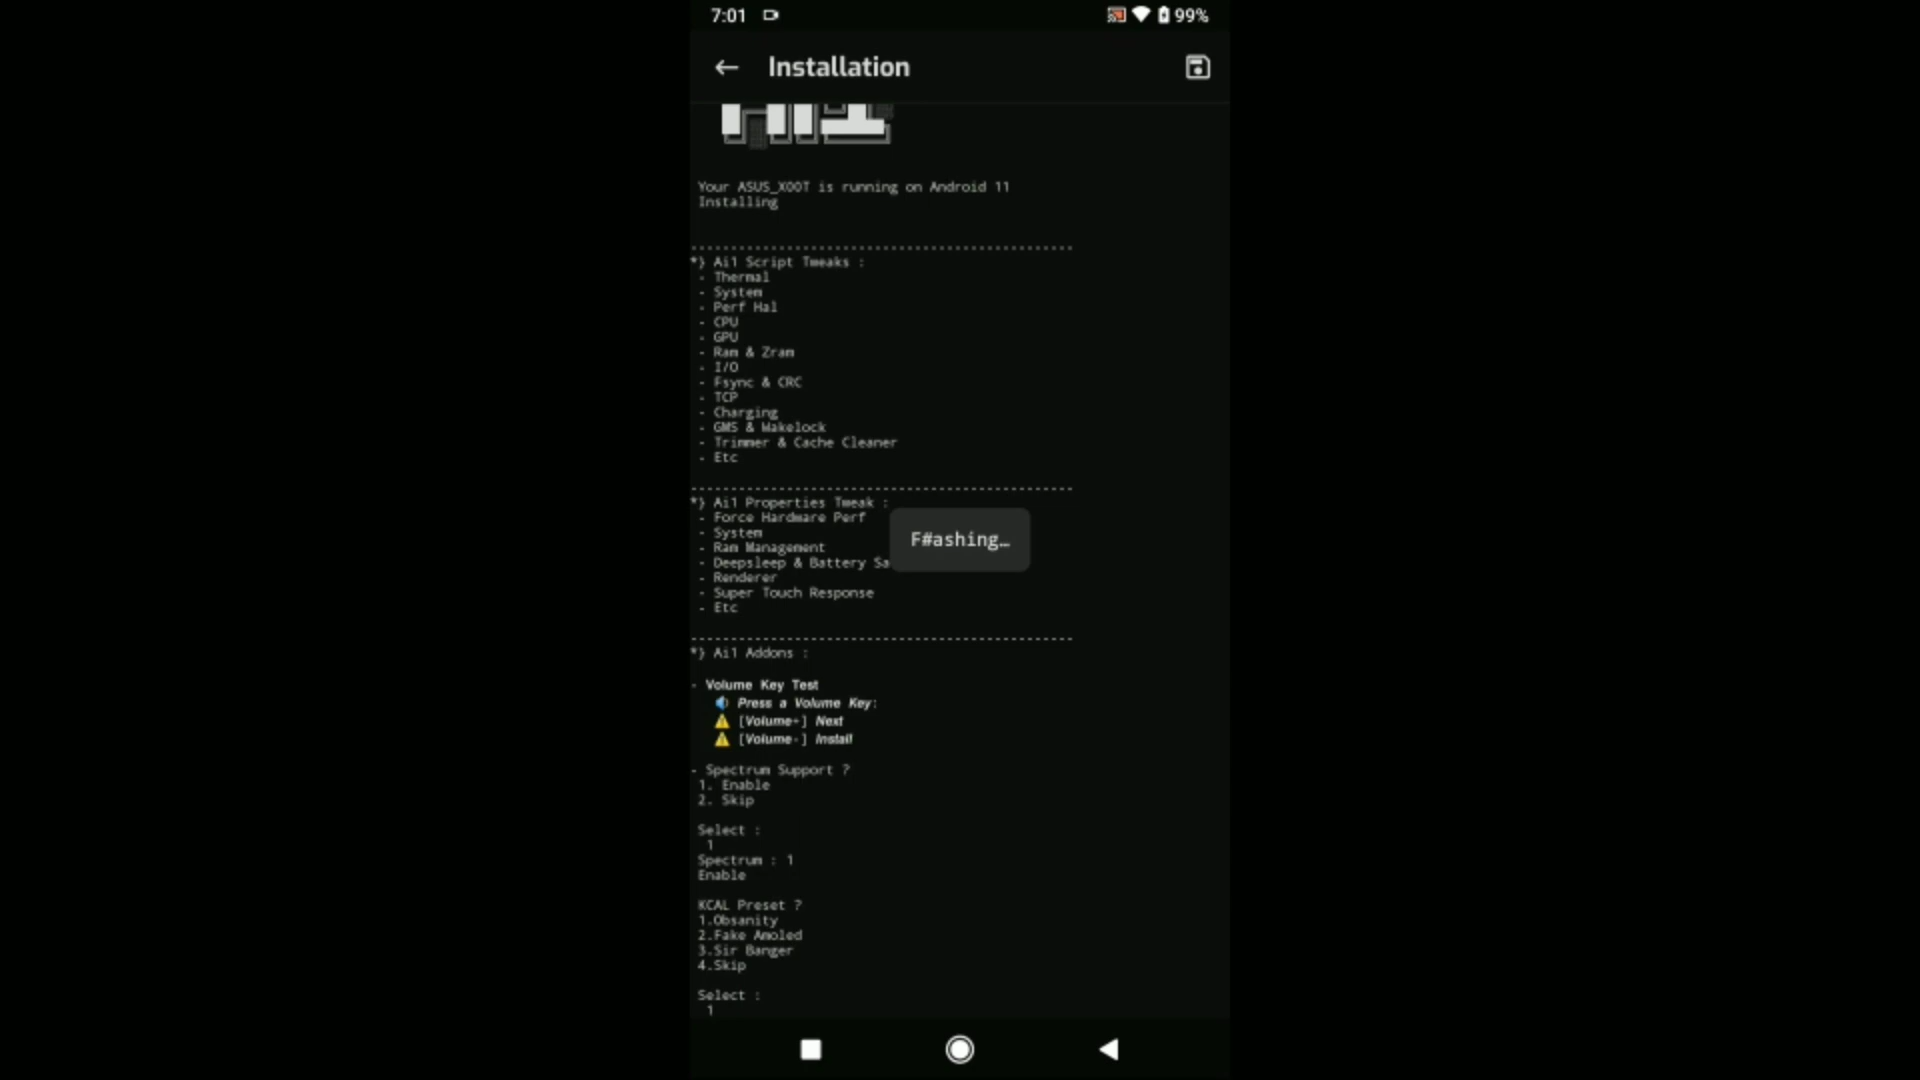 7:01
99%
Installation
Your ASUS_X00T is running on Android 11
Installing
------------------------------------------------
*} Ai1 Script Tweaks :
- Thermal
- System
- Perf Hal
- CPU
- GPU
- Ram & Zram
- I/O
- Fsync & CRC
- TCP
- Charging
- GMS & Wakelock
- Trimmer & Cache Cleaner
- Etc
------------------------------------------------
*} Ai1 Properties Tweak :
- Force Hardware Perf
- System
- Ram Management
- Deepsleep & Battery Sa
- Renderer
- Super Touch Response
- Etc
F#ashing…
------------------------------------------------
*} Ai1 Addons :
- Volume Key Test
🔈 Press a Volume Key:
⚠️ [Volume+] Next
⚠️ [Volume-] Install
- Spectrum Support ?
1. Enable
2. Skip
Select :
1
Spectrum : 1
Enable
KCAL Preset ?
1.Obsanity
2.Fake Amoled
3.Sir Banger
4.Skip
Select :
1